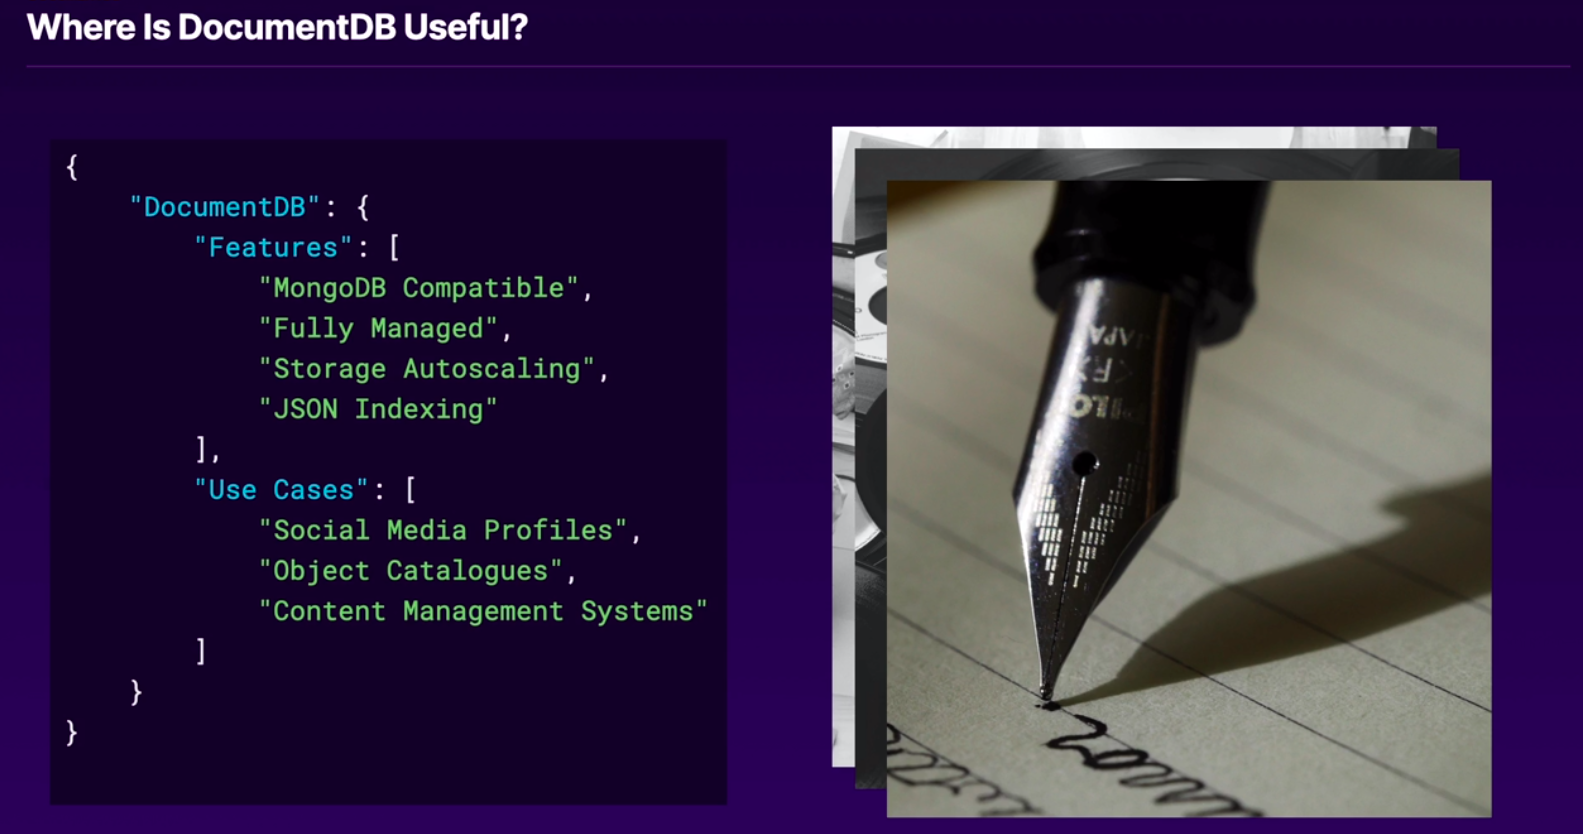 Where Is DocumentDB Useful?
{
"DocumentDB": {
"Features": [
"MongoDB Compatible",
"Fully Managed",
"Storage Autoscaling",
"JSON Indexing"
],
"Use Cases": [
"Social Media Profiles",
"Object Catalogues",
"Content Management Systems"
]
}
}